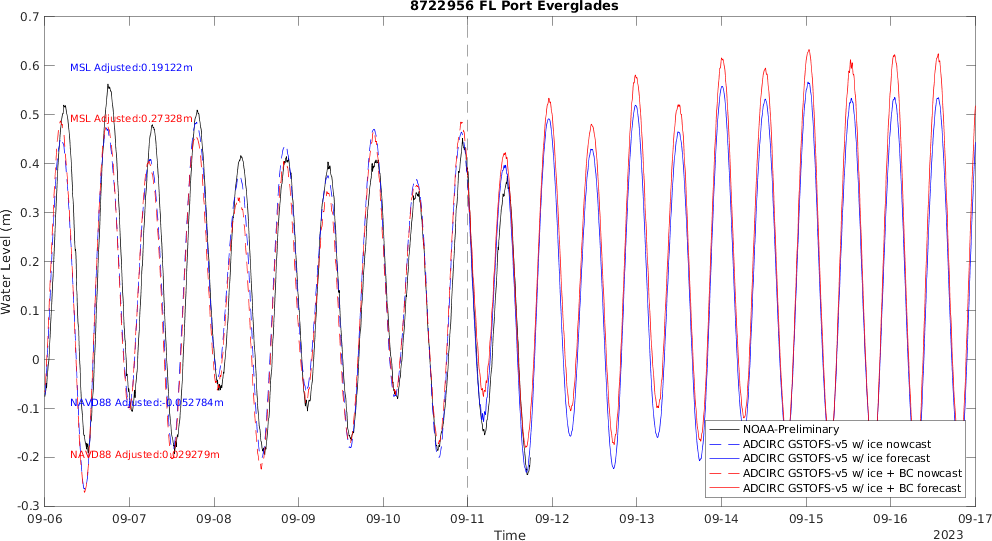 8722956 FL Port Everglades
0.7
0.6
0.5
0.4
0.3
0.2
0.1
0
-0.1
-0.2
-0.3
Water Level (m)
MSL Adjusted:0.19122m
MSL Adjusted:0.27328m
NAVD88 Adjusted:-0.052784m
NAVD88 Adjusted:0.029279m
NOAA-Preliminary
ADCIRC GSTOFS-v5 w/ ice nowcast
ADCIRC GSTOFS-v5 w/ ice forecast
ADCIRC GSTOFS-v5 w/ ice + BC nowcast
ADCIRC GSTOFS-v5 w/ ice + BC forecast
09-06 09-07 09-08 09-09 09-10 09-11 09-12 09-13 09-14 09-15 09-16 09-17
Time
2023